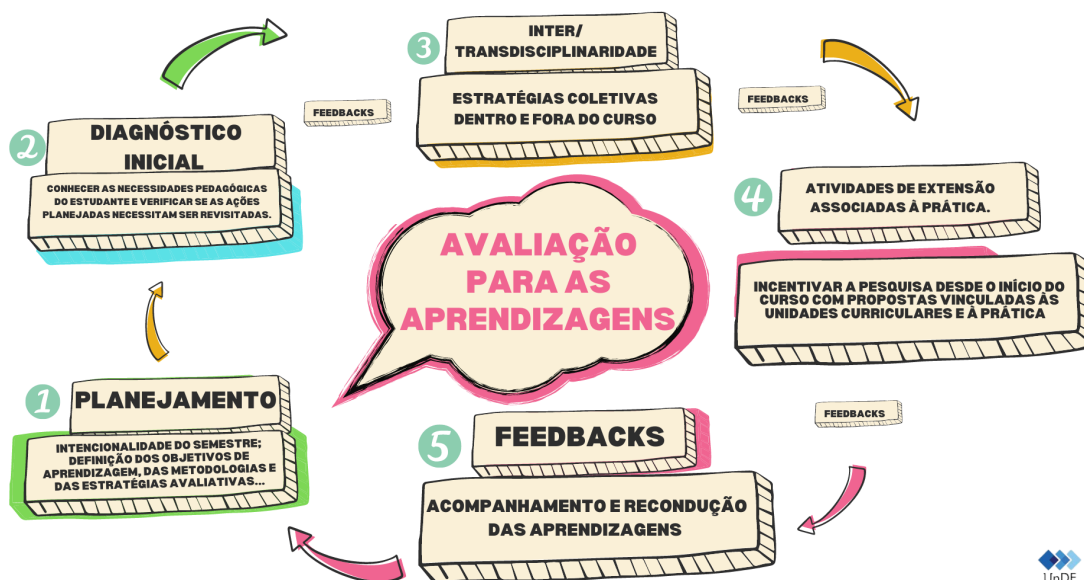 AVALIAÇÃO
PARA AS
APRENDIZAGENS
1
PLANEJAMENTO
INTENCIONALIDADE DO SEMESTRE;
DEFINIÇÃO DOS OBJETIVOS DE
APRENDIZAGEM, DAS METODOLOGIAS E
DAS ESTRATÉGIAS AVALIATIVAS...
2
DIAGNÓSTICO
INICIAL
CONHECER AS NECESSIDADES PEDAGÓGICAS
DO ESTUDANTE E VERIFICAR SE AS AÇÕES
PLANEJADAS NECESSITAM SER REVISITADAS.
FEEDBACKS
3
INTER/
TRANSDISCIPLINARIDADE
ESTRATÉGIAS COLETIVAS
DENTRO E FORA DO CURSO
FEEDBACKS
4
ATIVIDADES DE EXTENSÃO
ASSOCIADAS À PRÁTICA.
INCENTIVAR A PESQUISA DESDE O INÍCIO DO
CURSO COM PROPOSTAS VINCULADAS ÀS
UNIDADES CURRICULARES E À PRÁTICA
FEEDBACKS
5
FEEDBACKS
ACOMPANHAMENTO E RECONDUÇÃO
DAS APRENDIZAGENS
UnDF